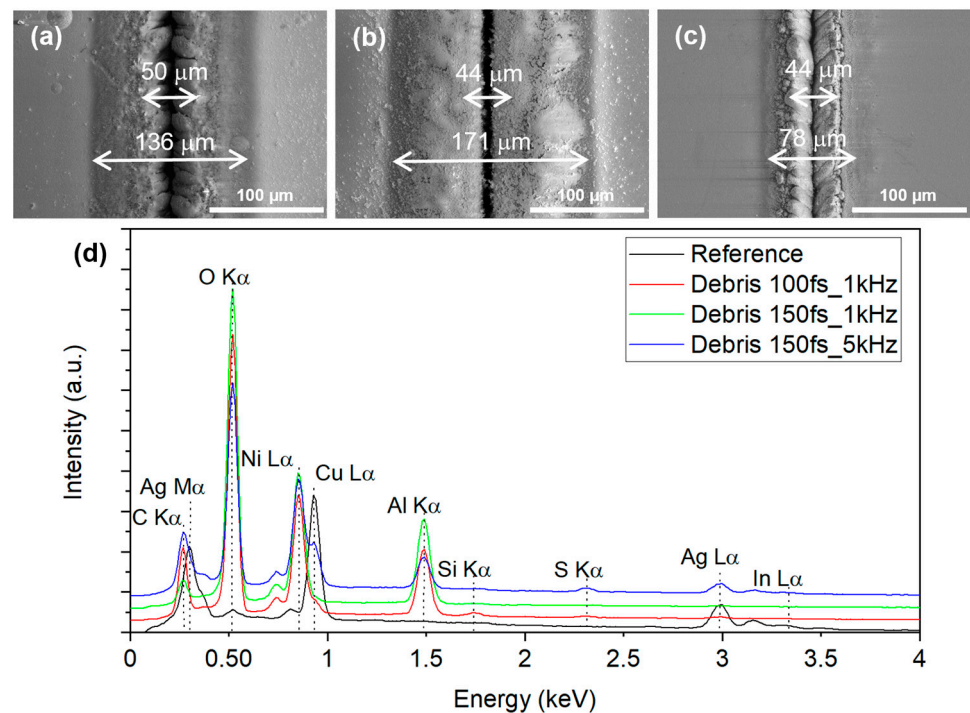 (a)
50 μm
136 μm
100 μm
(b)
44 μm
171 μm
100 μm
(c)
44 μm
78 μm
100 μm
(d)
Reference
Debris 100fs_1kHz
Debris 150fs_1kHz
Debris 150fs_5kHz
O Kα
Ni Lα
Cu Lα
Ag Mα
C Kα
Al Kα
Si Kα
S Kα
Ag Lα
In Lα
Intensity (a.u.)
0 0.50 1 1.5 2 2.5 3 3.5 4
Energy (keV)